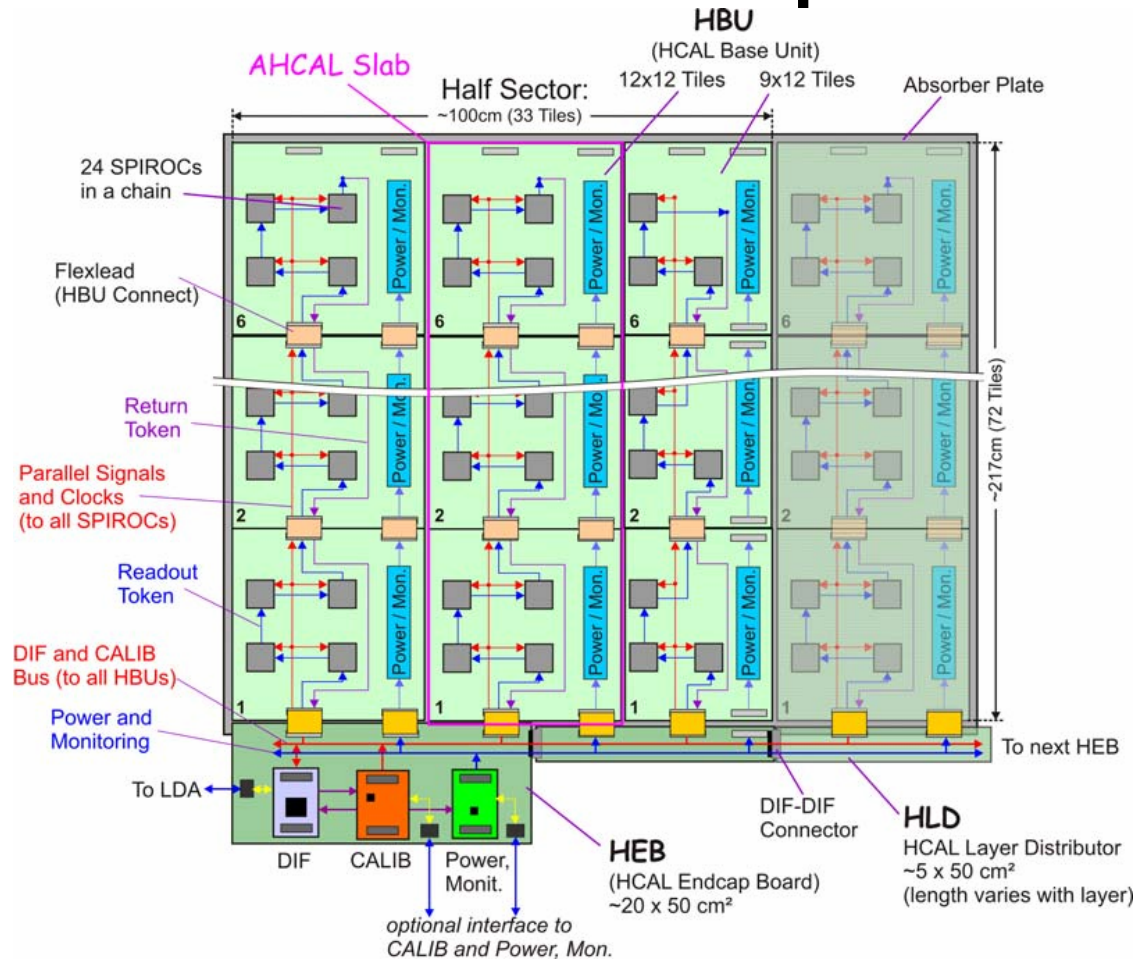 HBU
(HCAL Base Unit)
12x12 Tiles
9x12 Tiles
AHCAL Slab
Half Sector:
~100cm (33 Tiles)
Absorber Plate
24 SPIROCs
in a chain
Flexlead
(HBU Connect)
Power / Mon.
Power / Mon.
Power / Mon.
Power / Mon.
6
6
6
6
Return
Token
Parallel Signals
and Clocks
(to all SPIROCs)
Power / Mon.
Power / Mon.
Power / Mon.
Power / Mon.
~217cm (72 Tiles)
2
2
2
2
Readout
Token
Power / Mon.
Power / Mon.
Power / Mon.
Power / Mon.
DIF and CALIB
Bus (to all HBUs)
1
1
1
1
Power and
Monitoring
To next HEB
To LDA
DIF
CALIB
Power,
Monit.
DIF-DIF
Connector
HEB
(HCAL Endcap Board)
~20 x 50 cm²
HLD
HCAL Layer Distributor
~5 x 50 cm²
(length varies with layer)
optional interface to
CALIB and Power, Mon.